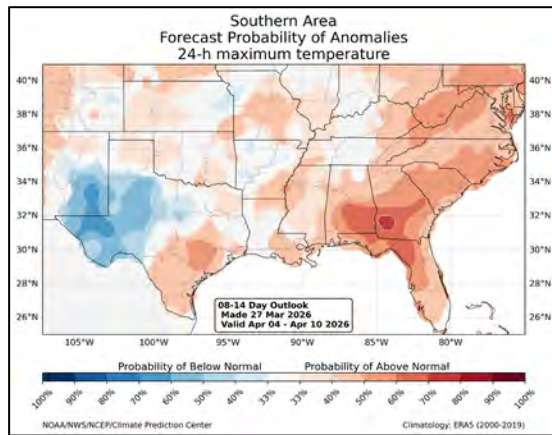 Southern Area
Forecast Probability of Anomalies
24-h maximum temperature
40°N 40°N
38°N 38°N
36°N 36°N
34°N 34°N
32°N 32°N
30°N 30°N
28°N 28°N
26°N 26°N
08-14 Day Outlook
Made 27 Mar 2026
Valid Apr 04 - Apr 10 2026
105°W 100°W 95°W 90°W 85°W 80°W
Probability of Below Normal Probability of Above Normal
100% 90% 80% 70% 60% 50% 40% 33% 33% 40% 50% 60% 70% 80% 90% 100%
NOAA/NWS/NCEP/Climate Prediction Center Climatology: ERA5 (2000-2019)